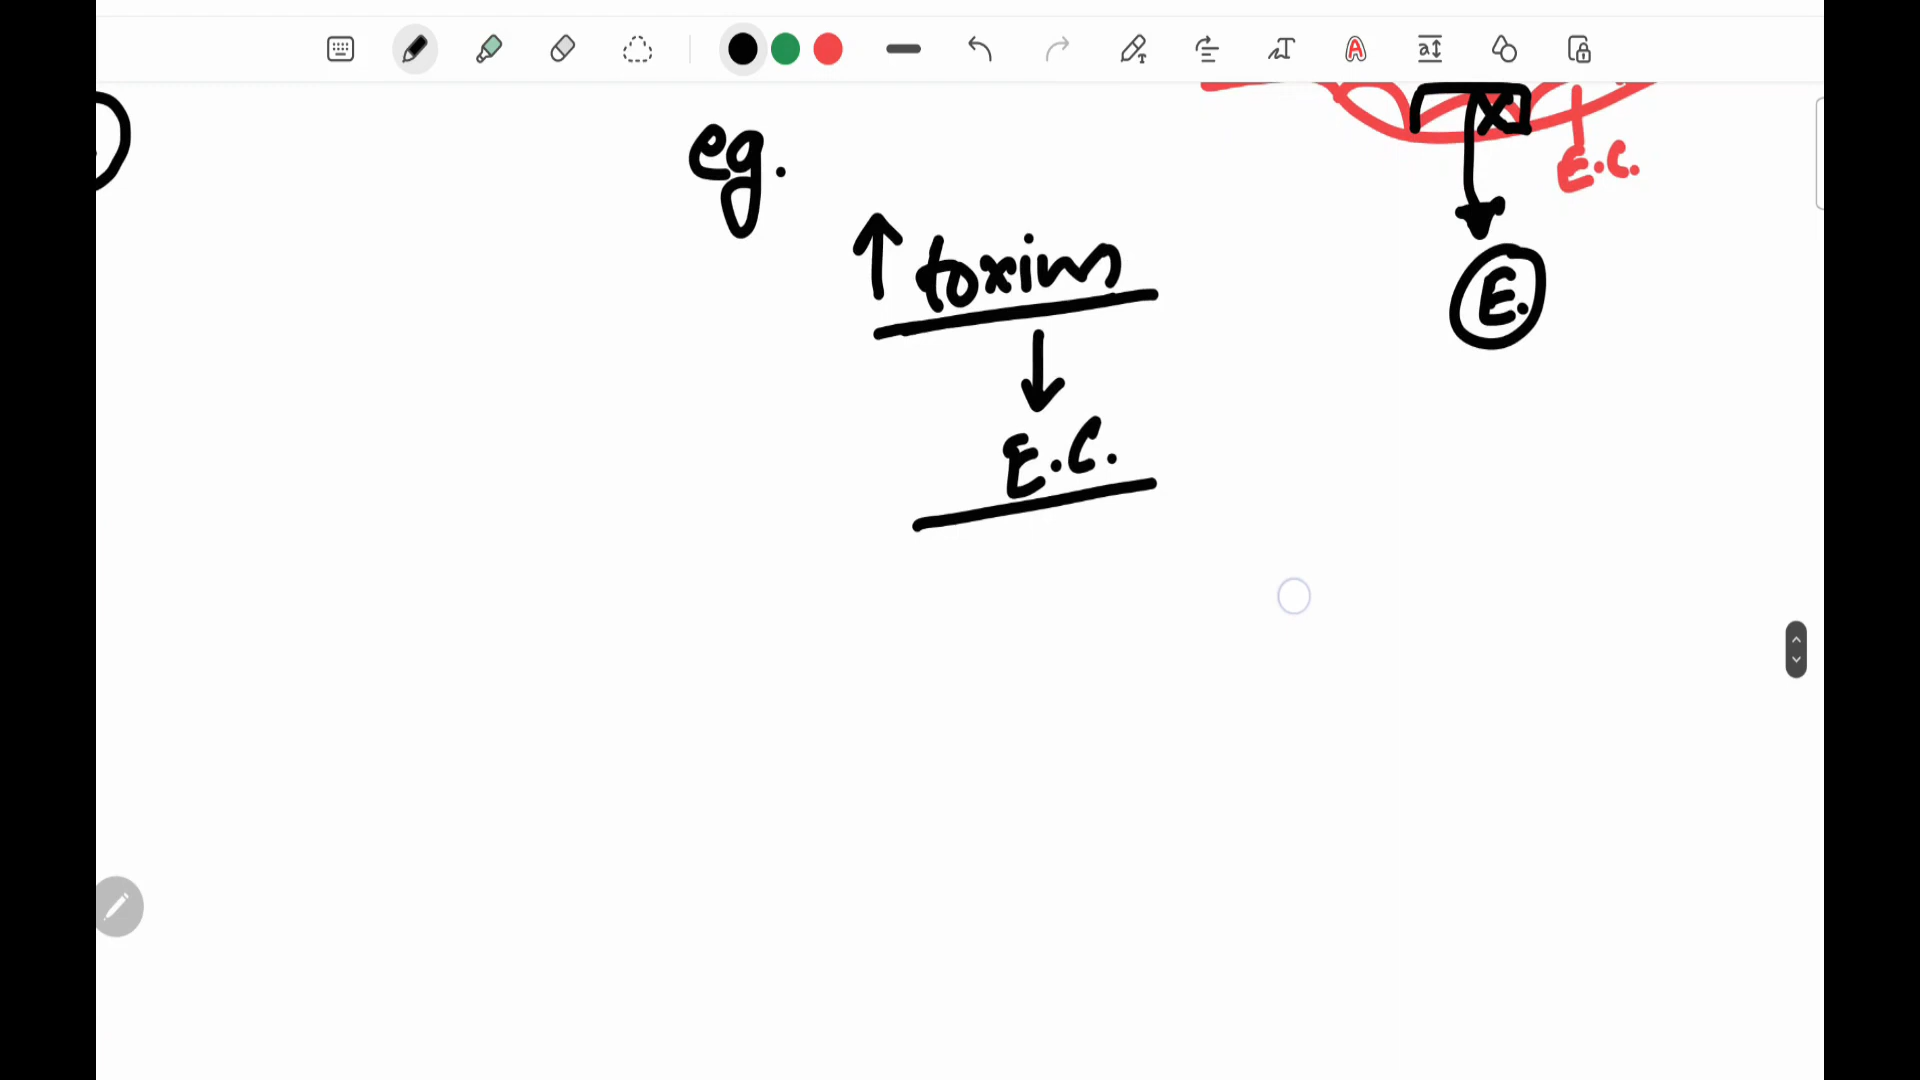 eg.
↑ toxins
↓
E.C.
X
E.C.
E.